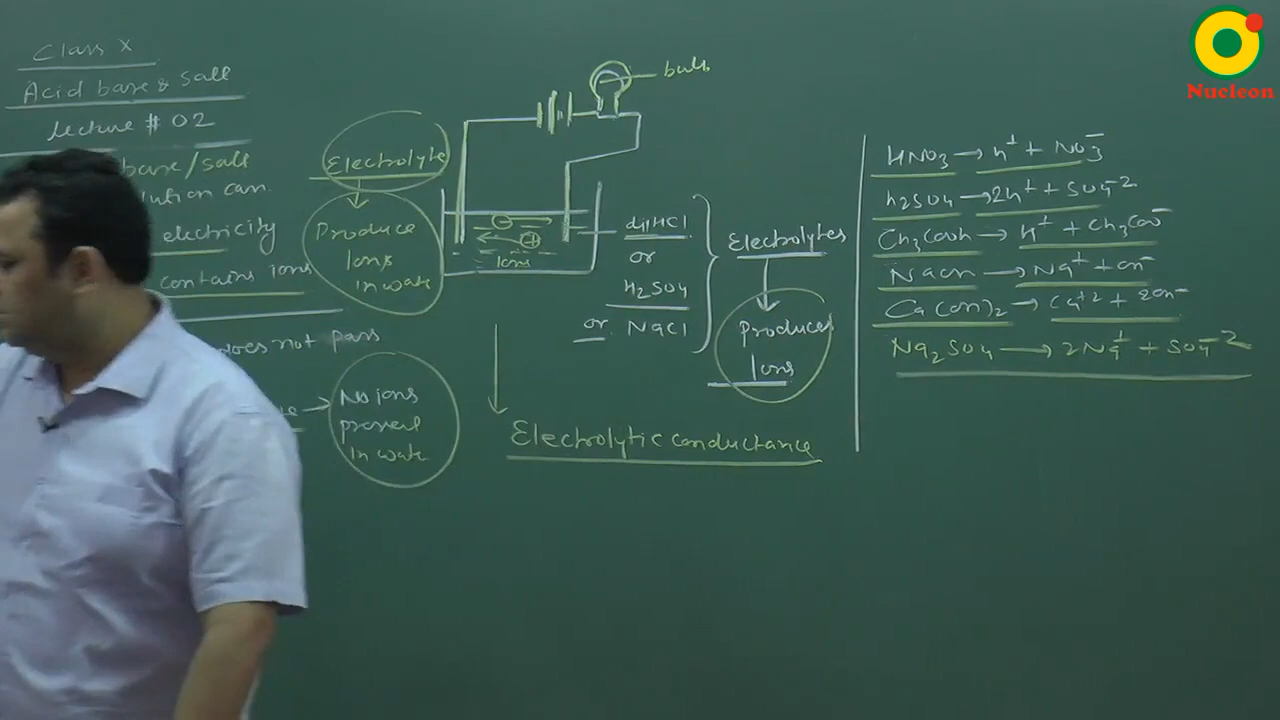 Class X
Acid base & salt
Lecture # 02
base/salt
lution can
electricity
contains ions
does not pass
No ions
present
in water
Electrolyte
Produce
Ions
in water
bulb
Ions
dil HCl
or
H2SO4
or NaCl
Electrolytes
Produces
Ions
Electrolytic conductance
HNO3 → H+ + NO3-
H2SO4 → 2H+ + SO4-2
CH3COOH → H+ + CH3COO-
NaOH → Na+ + OH-
Ca(OH)2 → Ca+2 + 2OH-
Na2SO4 → 2Na+ + SO4-2
Nucleon